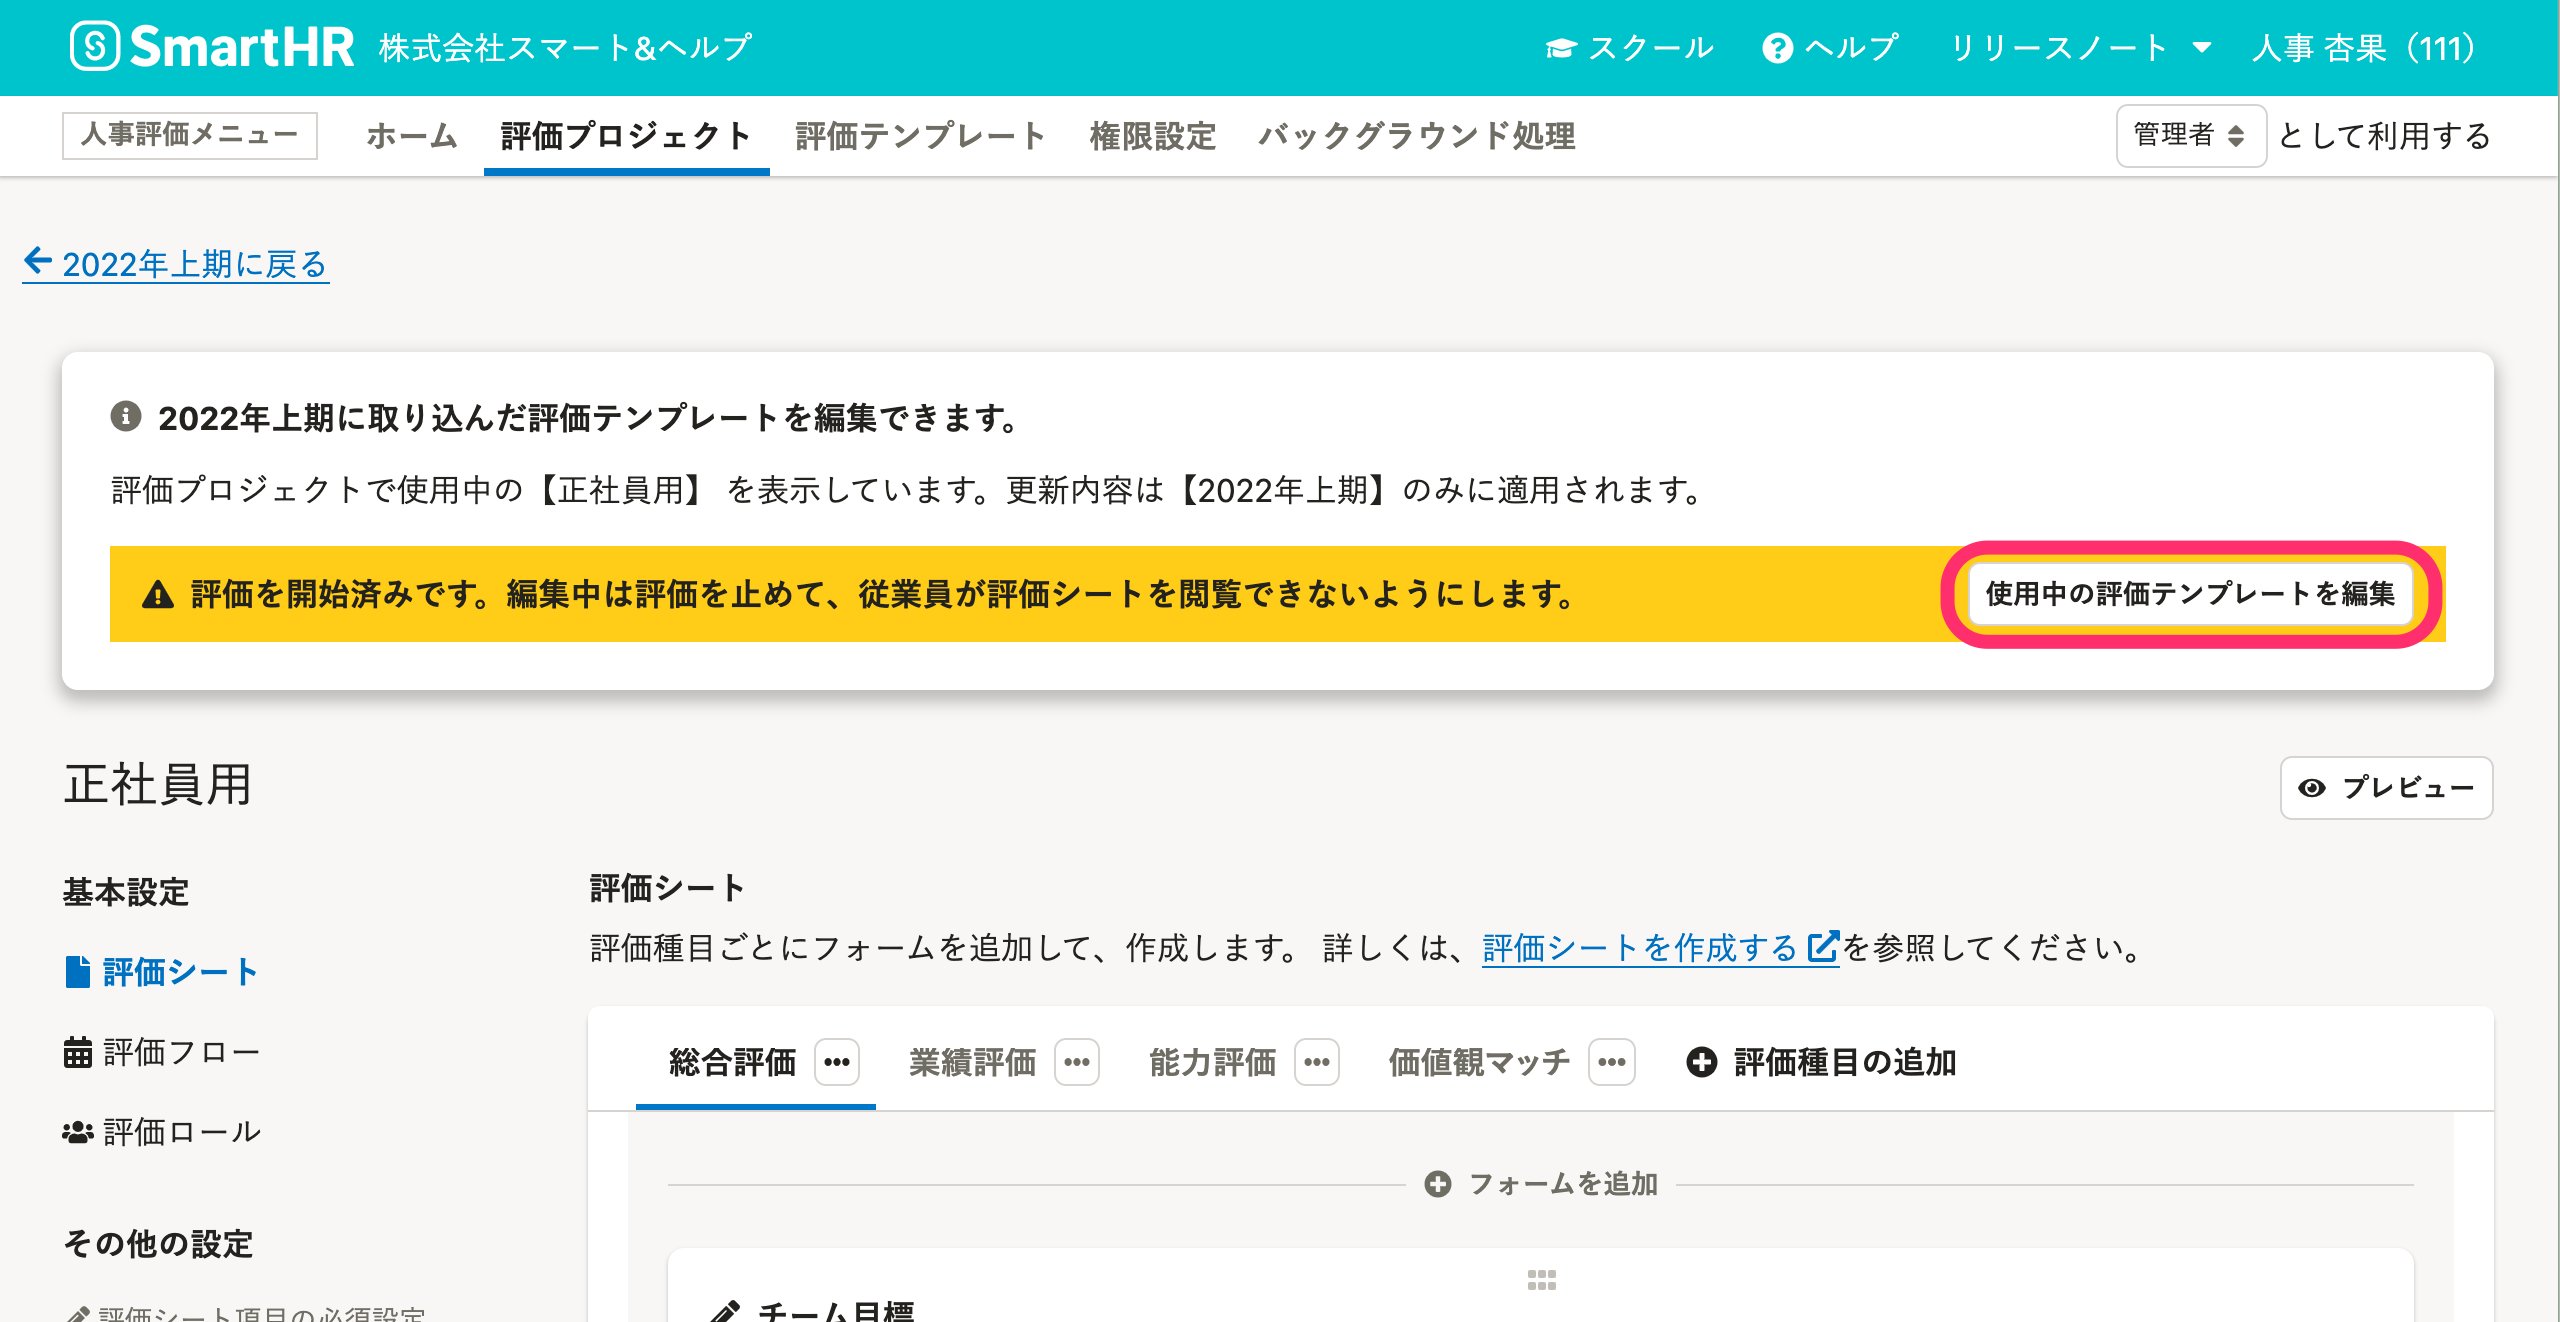 SmartHR 株式会社スマート&ヘルプ スクール ヘルプ リリースノート 人事 杏果（111）
人事評価メニュー ホーム 評価プロジェクト 評価テンプレート 権限設定 バックグラウンド処理 管理者 として利用する
2022年上期に戻る
2022年上期に取り込んだ評価テンプレートを編集できます。
評価プロジェクトで使用中の【正社員用】 を表示しています。更新内容は【2022年上期】のみに適用されます。
評価を開始済みです。編集中は評価を止めて、従業員が評価シートを閲覧できないようにします。 使用中の評価テンプレートを編集
正社員用 プレビュー
基本設定
評価シート
評価フロー
評価ロール
その他の設定
評価シート項目の必須設定
評価シート
評価種目ごとにフォームを追加して、作成します。 詳しくは、評価シートを作成するを参照してください。
総合評価 業績評価 能力評価 価値観マッチ 評価種目の追加
フォームを追加
チーム目標